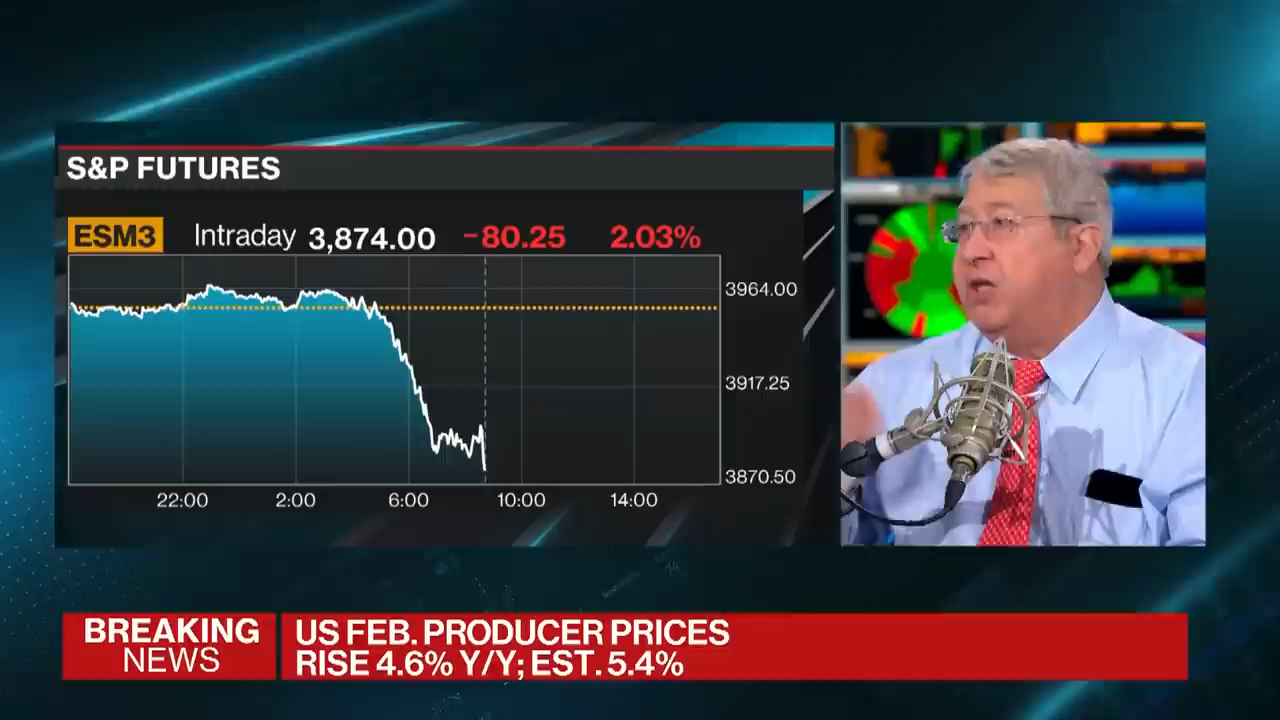 S&P FUTURES
ESM3 Intraday 3,874.00 -80.25 2.03%
3964.00
3917.25
3870.50
22:00 2:00 6:00 10:00 14:00
BREAKING NEWS
US FEB. PRODUCER PRICES
RISE 4.6% Y/Y; EST. 5.4%